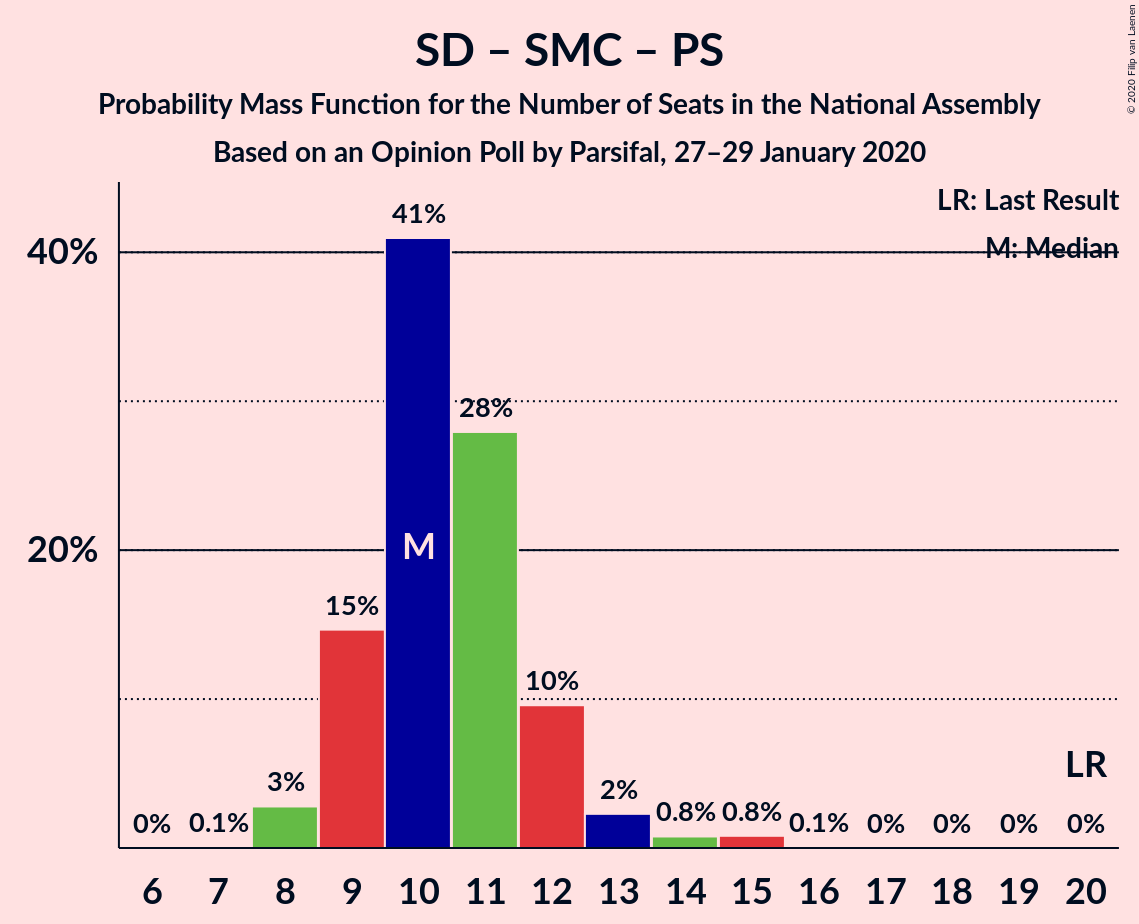 SD – SMC – PS
Probability Mass Function for the Number of Seats in the National Assembly
Based on an Opinion Poll by Parsifal, 27–29 January 2020
© 2020 Filip van Laenen
LR: Last Result
M: Median
41%
40%
28%
M
20%
15%
10%
LR
3%
2%
0% 0.1% 0.8% 0.8% 0.1% 0% 0% 0% 0%
6 7 8 9 10 11 12 13 14 15 16 17 18 19 20